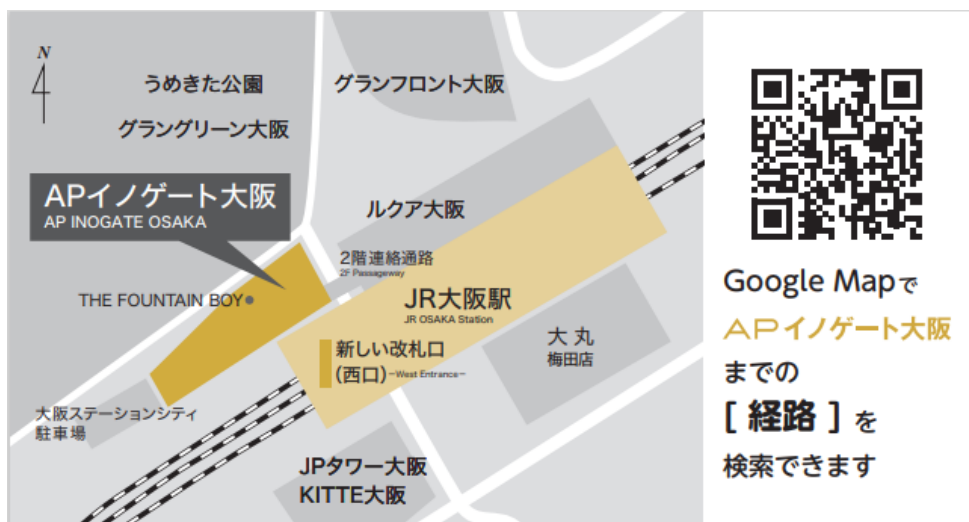 N
うめきた公園
グランフロント大阪
グラングリーン大阪
APイノゲート大阪
AP INOGATE OSAKA
ルクア大阪
2階連絡通路
2F Passageway
THE FOUNTAIN BOY
JR大阪駅
JR OSAKA Station
新しい改札口
(西口) -West Entrance-
大丸
梅田店
大阪ステーションシティ
駐車場
JPタワー大阪
KITTE大阪
Google Mapで
APイノゲート大阪
までの
[ 経路 ] を
検索できます